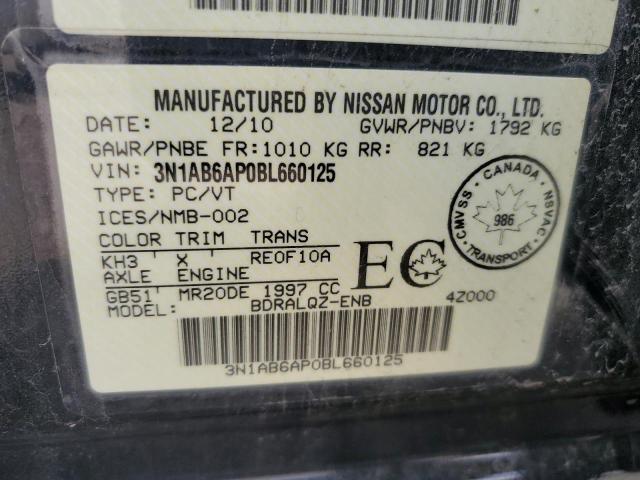 MANUFACTURED BY NISSAN MOTOR CO., LTD.
DATE: 12/10 GVWR/PNBV: 1792 KG
GAWR/PNBE FR:1010 KG RR: 821 KG
VIN: 3N1AB6AP0BL660125
TYPE: PC/VT
ICES/NMB-002
COLOR TRIM TRANS
KH3 X RE0F10A
AXLE ENGINE
GB51 MR20DE 1997 CC
MODEL: BDRALQZ-ENB
EC
4Z000
CANADA
CMVSS 986 NSVAC
TRANSPORT
3N1AB6AP0BL660125